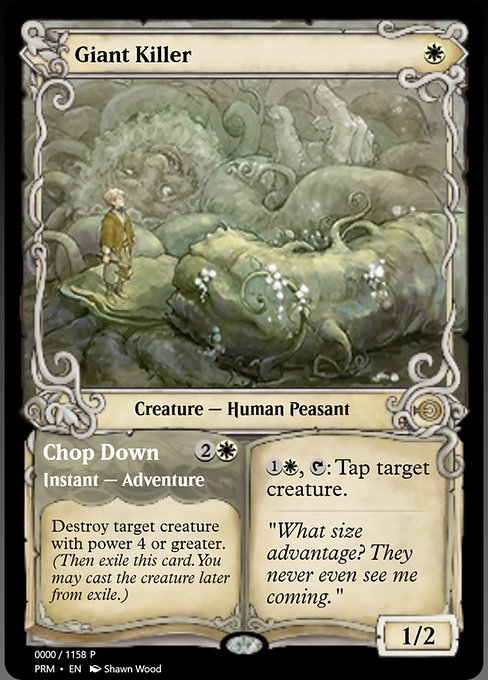 Giant Killer
Creature — Human Peasant
Chop Down 2
Instant — Adventure
Destroy target creature
with power 4 or greater.
(Then exile this card. You
may cast the creature later
from exile.)
1, : Tap target
creature.
"What size
advantage? They
never even see me
coming."
1/2
0000 / 1158 P
PRM • EN Shawn Wood